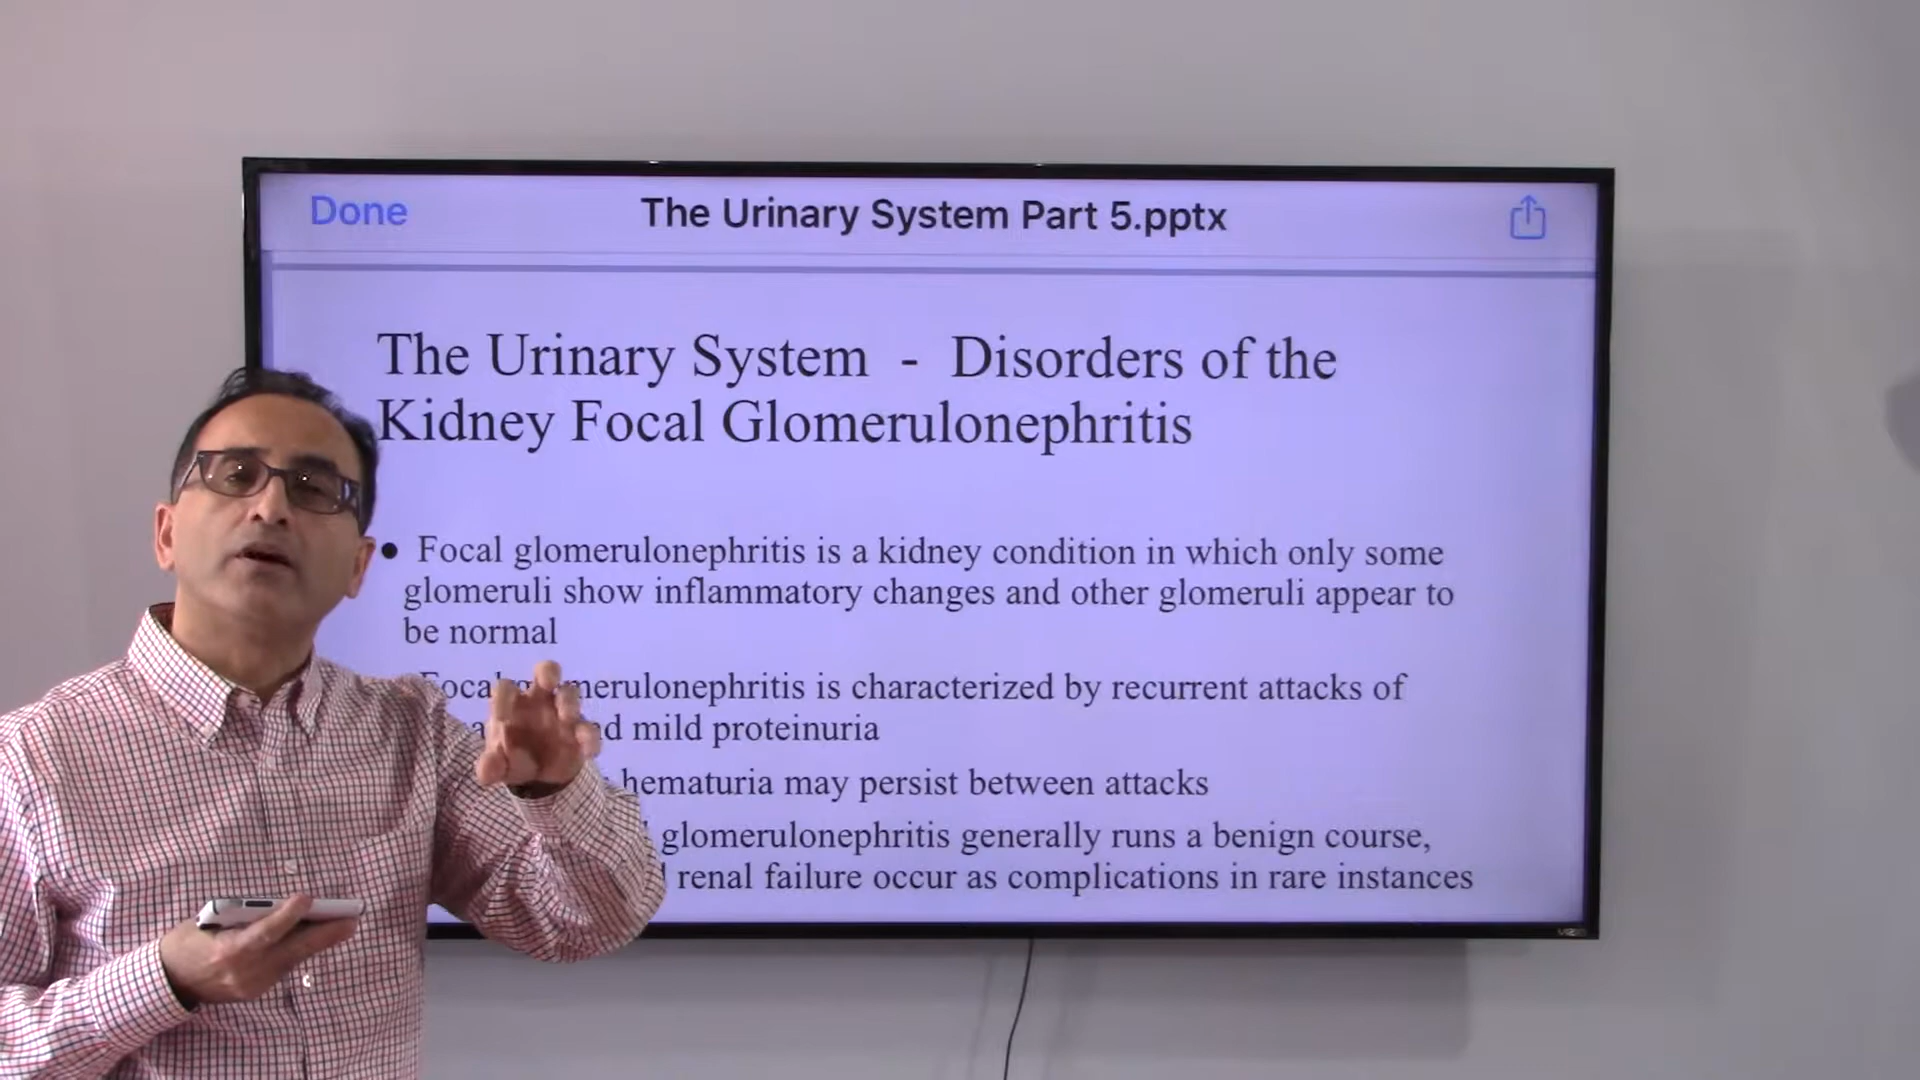 Done
The Urinary System Part 5.pptx
The Urinary System - Disorders of the
Kidney Focal Glomerulonephritis
● Focal glomerulonephritis is a kidney condition in which only some
glomeruli show inflammatory changes and other glomeruli appear to
be normal
is characterized by recurrent attacks of
mild proteinuria
hematuria may persist between attacks
glomerulonephritis generally runs a benign course,
renal failure occur as complications in rare instances